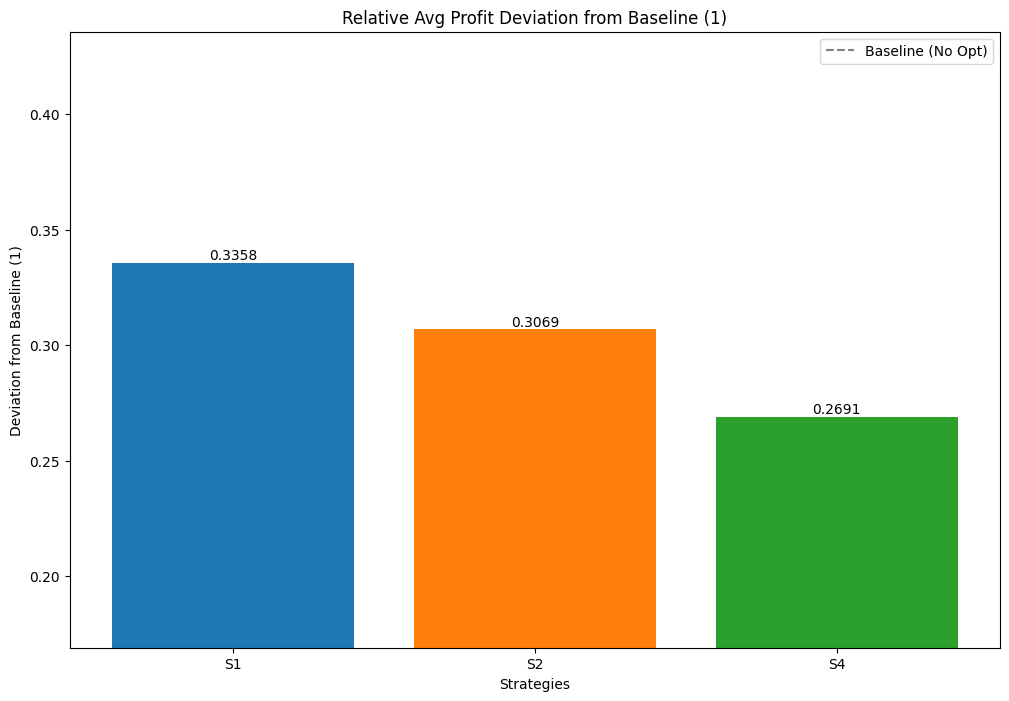 Relative Avg Profit Deviation from Baseline (1)
Baseline (No Opt)
Deviation from Baseline (1)
0.40
0.35
0.30
0.25
0.20
0.3358
0.3069
0.2691
S1
S2
S4
Strategies